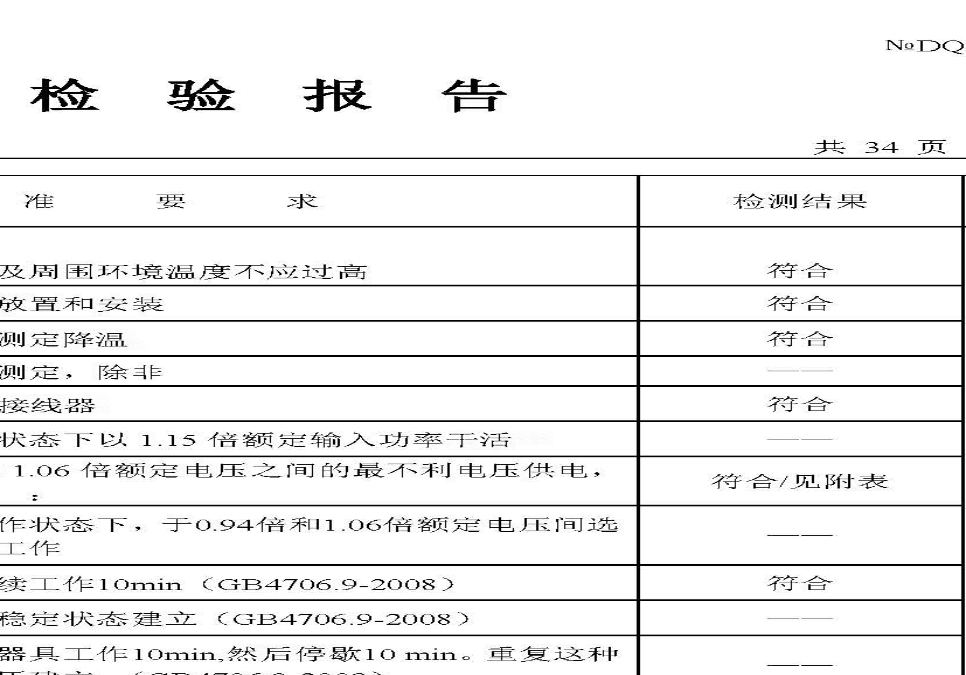 №DQ
检 验 报 告
共 34 页
准 要 求 检测结果
及周围环境温度不应过高 符合
放置和安装 符合
测定降温 符合
测定，除非 ——
接线器 符合
状态下以 1.15 倍额定输入功率干活 ——
1.06 倍额定电压之间的最不利电压供电，
： 符合/见附表
作状态下，于0.94倍和1.06倍额定电压间选
工作 ——
续工作10min（GB4706.9-2008） 符合
稳定状态建立（GB4706.9-2008） ——
器具工作10min,然后停歇10 min。重复这种 ——